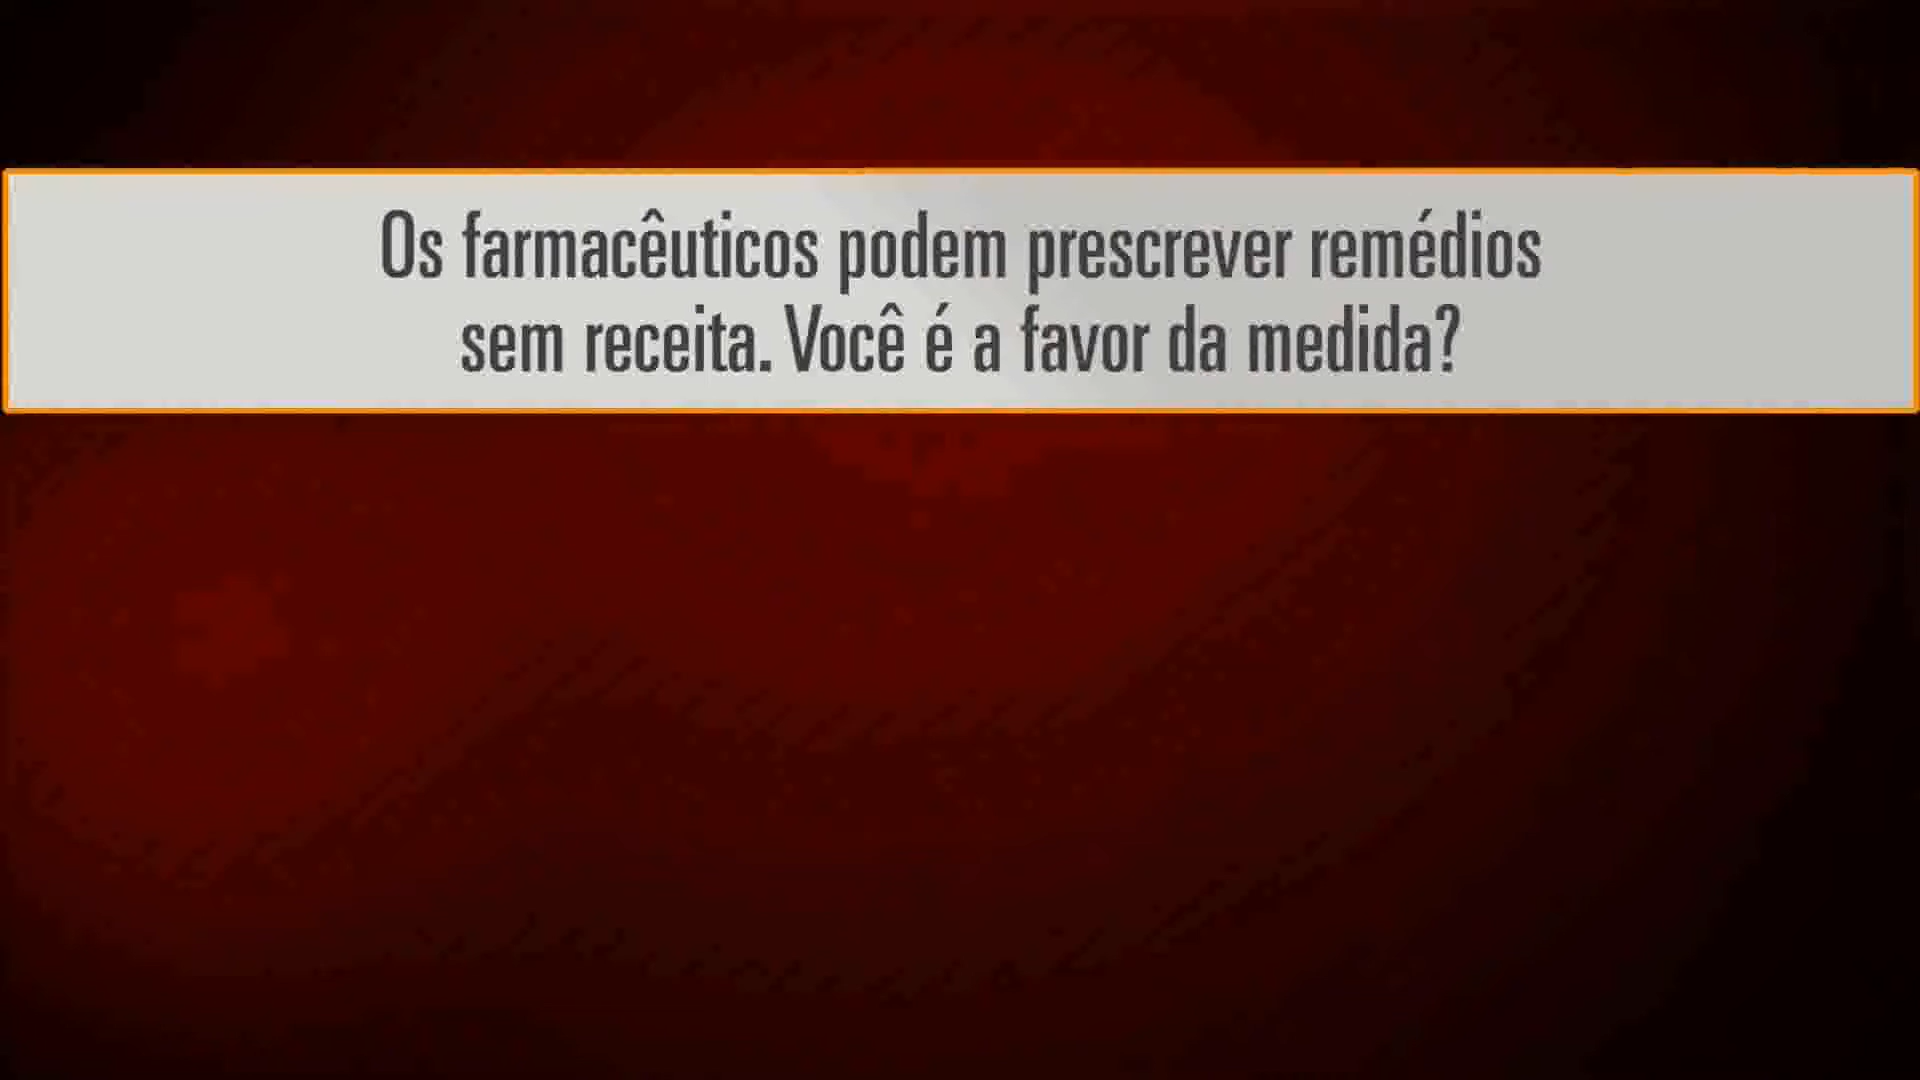 Os farmacêuticos podem prescrever remédios
sem receita. Você é a favor da medida?